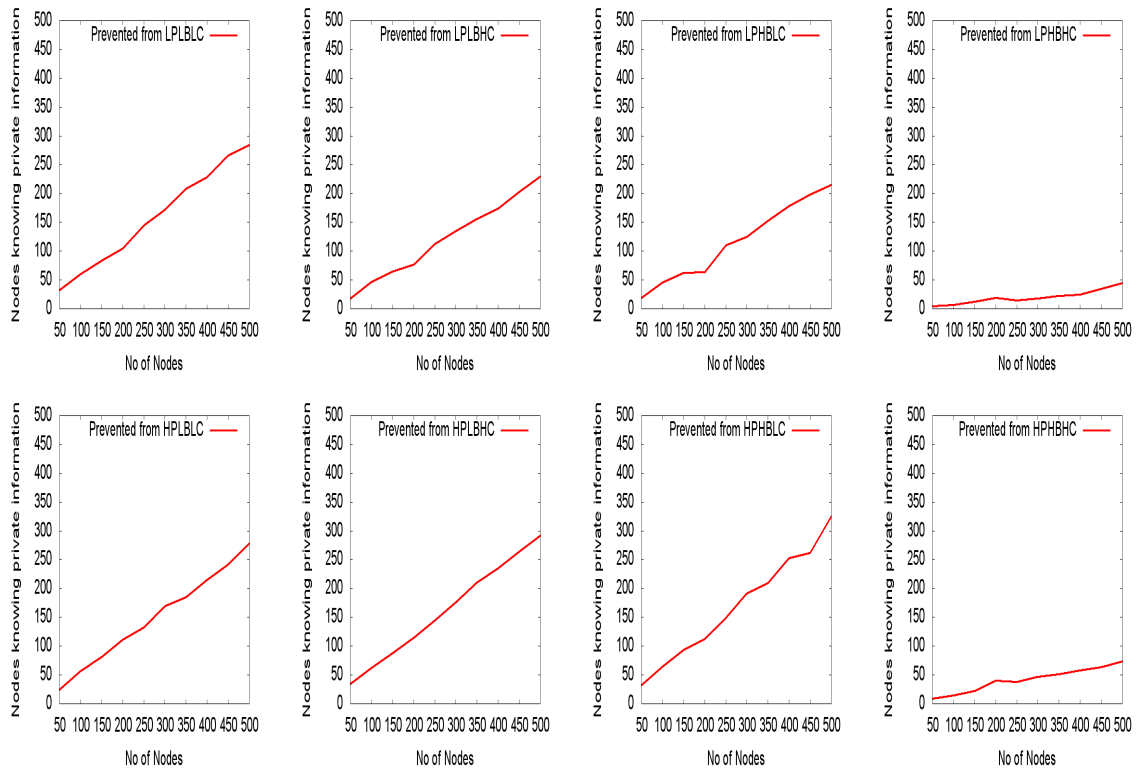 Nodes knowing private information
500
450
400
350
300
250
200
150
100
50
0
Prevented from LPLBLC
50 100 150 200 250 300 350 400 450 500
No of Nodes
Nodes knowing private information
500
450
400
350
300
250
200
150
100
50
0
Prevented from LPLBHC
50 100 150 200 250 300 350 400 450 500
No of Nodes
Nodes knowing private information
500
450
400
350
300
250
200
150
100
50
0
Prevented from LPHBLC
50 100 150 200 250 300 350 400 450 500
No of Nodes
Nodes knowing private information
500
450
400
350
300
250
200
150
100
50
0
Prevented from LPHBHC
50 100 150 200 250 300 350 400 450 500
No of Nodes
Nodes knowing private information
500
450
400
350
300
250
200
150
100
50
0
Prevented from HPLBLC
50 100 150 200 250 300 350 400 450 500
No of Nodes
Nodes knowing private information
500
450
400
350
300
250
200
150
100
50
0
Prevented from HPLBHC
50 100 150 200 250 300 350 400 450 500
No of Nodes
Nodes knowing private information
500
450
400
350
300
250
200
150
100
50
0
Prevented from HPHBLC
50 100 150 200 250 300 350 400 450 500
No of Nodes
Nodes knowing private information
500
450
400
350
300
250
200
150
100
50
0
Prevented from HPHBHC
50 100 150 200 250 300 350 400 450 500
No of Nodes